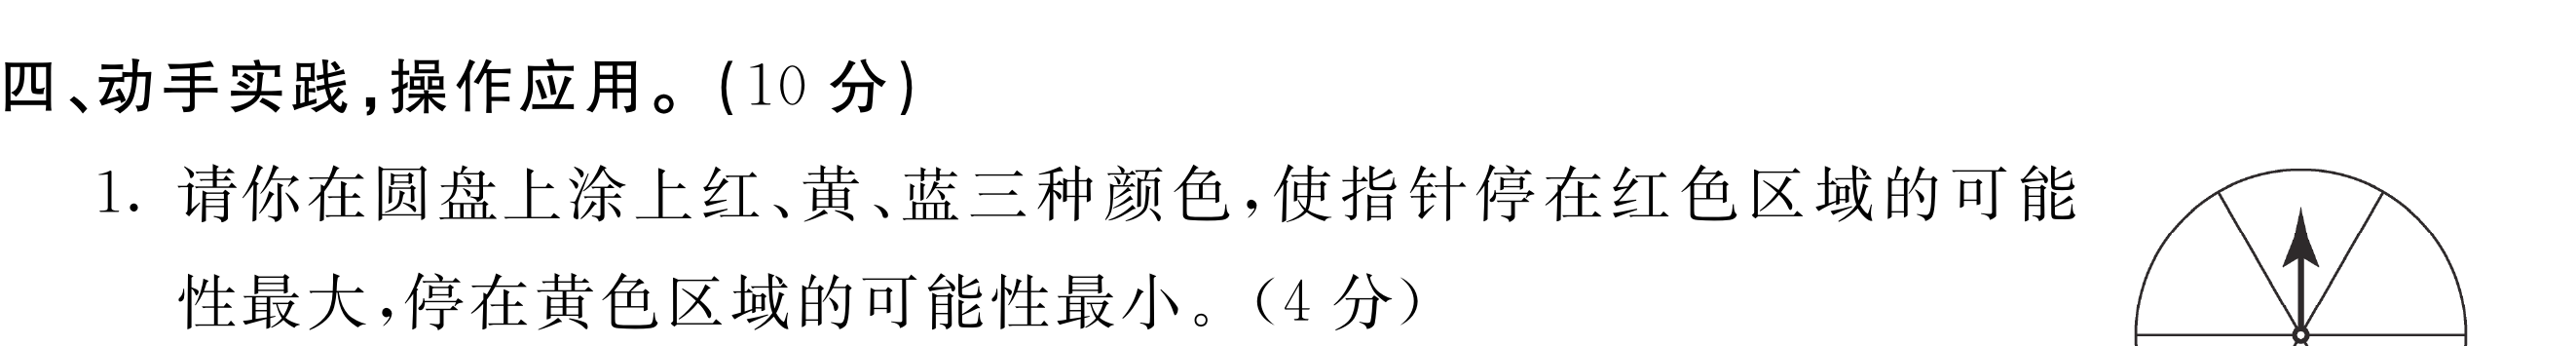 四、动手实践,操作应用。(10 分)
1. 请你在圆盘上涂上红、黄、蓝三种颜色,使指针停在红色区域的可能
性最大,停在黄色区域的可能性最小。(4 分)